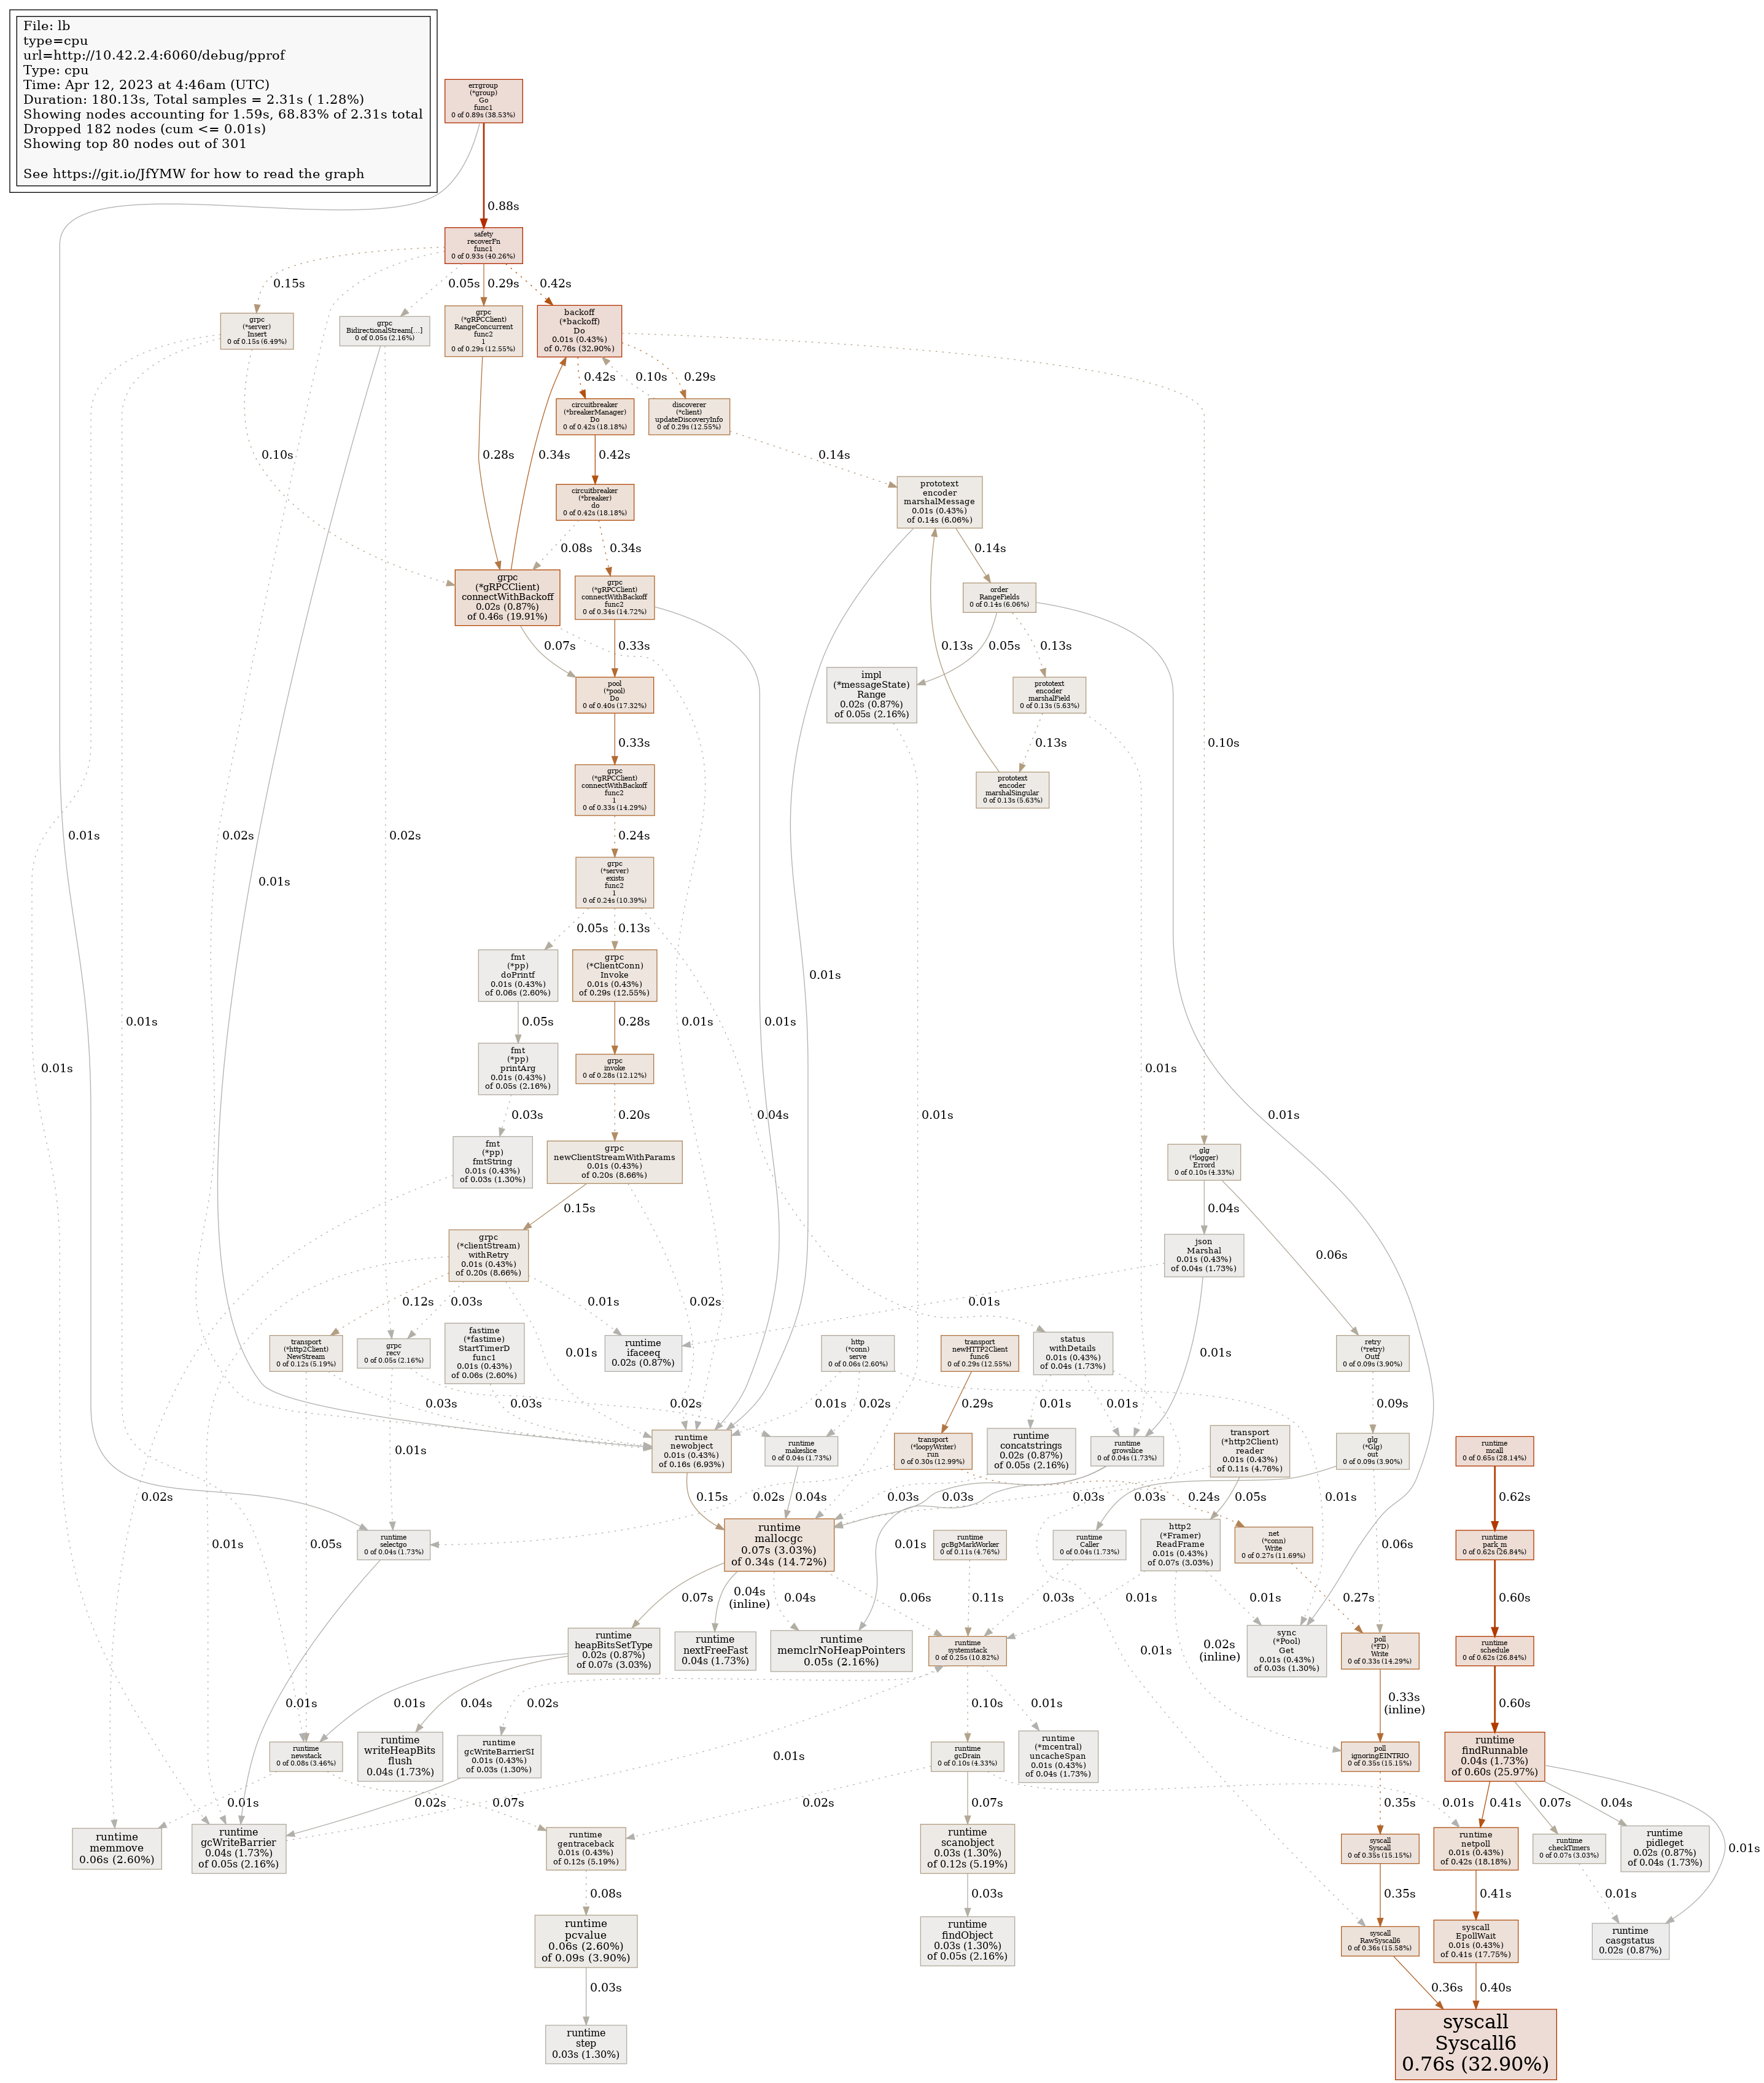 File: lb
type=cpu
url=http://10.42.2.4:6060/debug/pprof
Type: cpu
Time: Apr 12, 2023 at 4:46am (UTC)
Duration: 180.13s, Total samples = 2.31s ( 1.28%)
Showing nodes accounting for 1.59s, 68.83% of 2.31s total
Dropped 182 nodes (cum <= 0.01s)
Showing top 80 nodes out of 301
See https://git.io/JfYMW for how to read the graph
errgroup
(*group)
Go
func1
0 of 0.89s (38.53%)
0.88s
safety
recoverFn
func1
0 of 0.93s (40.26%)
0.15s
0.05s
0.29s
0.42s
grpc
(*server)
Insert
0 of 0.15s (6.49%)
grpc
BidirectionalStream[...]
0 of 0.05s (2.16%)
grpc
(*gRPCClient)
RangeConcurrent
func2
1
0 of 0.29s (12.55%)
backoff
(*backoff)
Do
0.01s (0.43%)
of 0.76s (32.90%)
0.42s
0.10s
0.29s
circuitbreaker
(*breakerManager)
Do
0 of 0.42s (18.18%)
discoverer
(*client)
updateDiscoveryInfo
0 of 0.29s (12.55%)
0.10s
0.28s
0.34s
0.42s
0.14s
circuitbreaker
(*breaker)
do
0 of 0.42s (18.18%)
prototext
encoder
marshalMessage
0.01s (0.43%)
of 0.14s (6.06%)
0.08s
0.34s
0.14s
grpc
(*gRPCClient)
connectWithBackoff
0.02s (0.87%)
of 0.46s (19.91%)
grpc
(*gRPCClient)
connectWithBackoff
func2
0 of 0.34s (14.72%)
order
RangeFields
0 of 0.14s (6.06%)
0.07s
0.33s
0.13s
0.05s
0.13s
pool
(*pool)
Do
0 of 0.40s (17.32%)
impl
(*messageState)
Range
0.02s (0.87%)
of 0.05s (2.16%)
prototext
encoder
marshalField
0 of 0.13s (5.63%)
0.33s
0.13s
0.10s
grpc
(*gRPCClient)
connectWithBackoff
func2
1
0 of 0.33s (14.29%)
prototext
encoder
marshalSingular
0 of 0.13s (5.63%)
0.01s
0.02s
0.02s
0.24s
grpc
(*server)
exists
func2
1
0 of 0.24s (10.39%)
0.01s
0.05s
0.13s
fmt
(*pp)
doPrintf
0.01s (0.43%)
of 0.06s (2.60%)
grpc
(*ClientConn)
Invoke
0.01s (0.43%)
of 0.29s (12.55%)
0.01s
0.01s
0.05s
0.28s
0.01s
0.01s
fmt
(*pp)
printArg
0.01s (0.43%)
of 0.05s (2.16%)
grpc
invoke
0 of 0.28s (12.12%)
0.01s
0.01s
0.03s
0.20s
0.04s
0.01s
0.01s
fmt
(*pp)
fmtString
0.01s (0.43%)
of 0.03s (1.30%)
grpc
newClientStreamWithParams
0.01s (0.43%)
of 0.20s (8.66%)
glg
(*logger)
Errord
0 of 0.10s (4.33%)
0.15s
0.04s
0.06s
grpc
(*clientStream)
withRetry
0.01s (0.43%)
of 0.20s (8.66%)
json
Marshal
0.01s (0.43%)
of 0.04s (1.73%)
0.12s
0.03s
0.01s
0.02s
0.01s
transport
(*http2Client)
NewStream
0 of 0.12s (5.19%)
grpc
recv
0 of 0.05s (2.16%)
fastime
(*fastime)
StartTimerD
func1
0.01s (0.43%)
of 0.06s (2.60%)
0.01s
runtime
ifaceeq
0.02s (0.87%)
http
(*conn)
serve
0 of 0.06s (2.60%)
transport
newHTTP2Client
func6
0 of 0.29s (12.55%)
status
withDetails
0.01s (0.43%)
of 0.04s (1.73%)
0.01s
retry
(*retry)
Outf
0 of 0.09s (3.90%)
0.03s
0.03s
0.02s
0.01s
0.02s
0.29s
0.01s
0.01s
0.09s
runtime
newobject
0.01s (0.43%)
of 0.16s (6.93%)
runtime
makeslice
0 of 0.04s (1.73%)
transport
(*loopyWriter)
run
0 of 0.30s (12.99%)
runtime
concatstrings
0.02s (0.87%)
of 0.05s (2.16%)
runtime
growslice
0 of 0.04s (1.73%)
transport
(*http2Client)
reader
0.01s (0.43%)
of 0.11s (4.76%)
glg
(*Glg)
out
0 of 0.09s (3.90%)
runtime
mcall
0 of 0.65s (28.14%)
0.02s
0.01s
0.15s
0.02s
0.04s
0.03s
0.03s
0.03s
0.03s
0.24s
0.05s
0.01s
0.62s
runtime
selectgo
0 of 0.04s (1.73%)
runtime
mallocgc
0.07s (3.03%)
of 0.34s (14.72%)
runtime
gcBgMarkWorker
0 of 0.11s (4.76%)
runtime
Caller
0 of 0.04s (1.73%)
http2
(*Framer)
ReadFrame
0.01s (0.43%)
of 0.07s (3.03%)
net
(*conn)
Write
0 of 0.27s (11.69%)
runtime
park_m
0 of 0.62s (26.84%)
0.01s
0.05s
0.01s
0.06s
0.07s
0.04s
(inline)
0.04s
0.06s
0.11s
0.03s
0.01s
0.01s
0.27s
0.60s
runtime
heapBitsSetType
0.02s (0.87%)
of 0.07s (3.03%)
runtime
nextFreeFast
0.04s (1.73%)
runtime
memclrNoHeapPointers
0.05s (2.16%)
runtime
systemstack
0 of 0.25s (10.82%)
0.01s
0.02s
(inline)
sync
(*Pool)
Get
0.01s (0.43%)
of 0.03s (1.30%)
poll
(*FD)
Write
0 of 0.33s (14.29%)
runtime
schedule
0 of 0.62s (26.84%)
0.01s
0.01s
0.04s
0.02s
0.10s
0.01s
0.33s
(inline)
0.60s
runtime
newstack
0 of 0.08s (3.46%)
runtime
writeHeapBits
flush
0.04s (1.73%)
runtime
gcWriteBarrierSI
0.01s (0.43%)
of 0.03s (1.30%)
0.01s
runtime
gcDrain
0 of 0.10s (4.33%)
runtime
(*mcentral)
uncacheSpan
0.01s (0.43%)
of 0.04s (1.73%)
poll
ignoringEINTRIO
0 of 0.35s (15.15%)
runtime
findRunnable
0.04s (1.73%)
of 0.60s (25.97%)
0.01s
0.02s
0.07s
0.02s
0.07s
0.35s
0.01s
0.41s
0.07s
0.04s
0.01s
runtime
memmove
0.06s (2.60%)
runtime
gcWriteBarrier
0.04s (1.73%)
of 0.05s (2.16%)
runtime
gentraceback
0.01s (0.43%)
of 0.12s (5.19%)
runtime
scanobject
0.03s (1.30%)
of 0.12s (5.19%)
syscall
Syscall
0 of 0.35s (15.15%)
runtime
netpoll
0.01s (0.43%)
of 0.42s (18.18%)
runtime
checkTimers
0 of 0.07s (3.03%)
runtime
pidleget
0.02s (0.87%)
of 0.04s (1.73%)
0.08s
0.03s
0.35s
0.41s
0.01s
runtime
pcvalue
0.06s (2.60%)
of 0.09s (3.90%)
runtime
findObject
0.03s (1.30%)
of 0.05s (2.16%)
syscall
RawSyscall6
0 of 0.36s (15.58%)
syscall
EpollWait
0.01s (0.43%)
of 0.41s (17.75%)
runtime
casgstatus
0.02s (0.87%)
0.03s
0.36s
0.40s
runtime
step
0.03s (1.30%)
syscall
Syscall6
0.76s (32.90%)